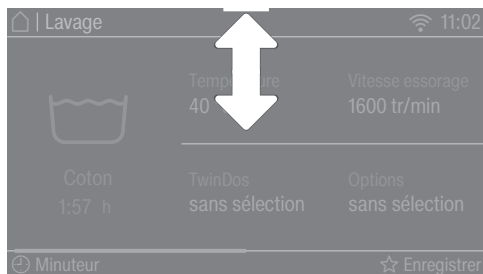 | Lavage 11:02
Température Vitesse essorage
40 1600 tr/min
Coton TwinDos Options
1:57 h sans sélection sans sélection
Minuteur Enregistrer